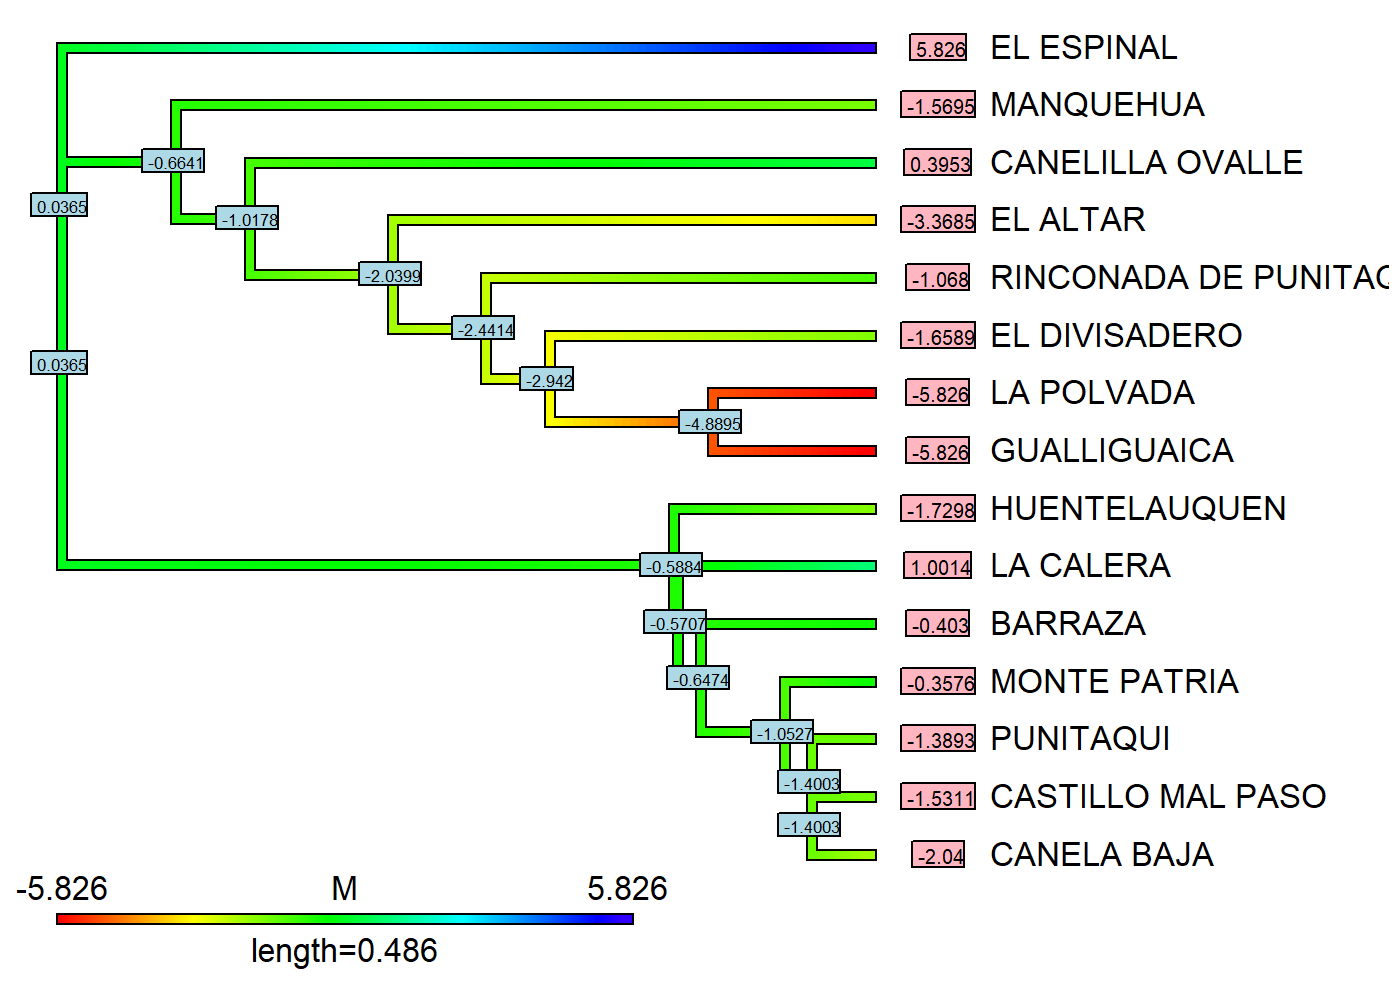 5.826 EL ESPINAL
-1.5695 MANQUEHUA
-0.6641
0.3953 CANELILLA OVALLE
0.0365
-1.0178
-3.3685 EL ALTAR
-2.0399
-1.068 RINCONADA DE PUNITAQ
-2.4414
-1.6589 EL DIVISADERO
0.0365
-2.942
-5.826 LA POLVADA
-4.8895
-5.826 GUALLIGUAICA
-1.7298 HUENTELAUQUEN
-0.5884
1.0014 LA CALERA
-0.5707
-0.403 BARRAZA
-0.6474
-0.3576 MONTE PATRIA
-1.0527
-1.3893 PUNITAQUI
-1.4003
-1.5311 CASTILLO MAL PASO
-1.4003
-2.04 CANELA BAJA
-5.826 M 5.826
length=0.486